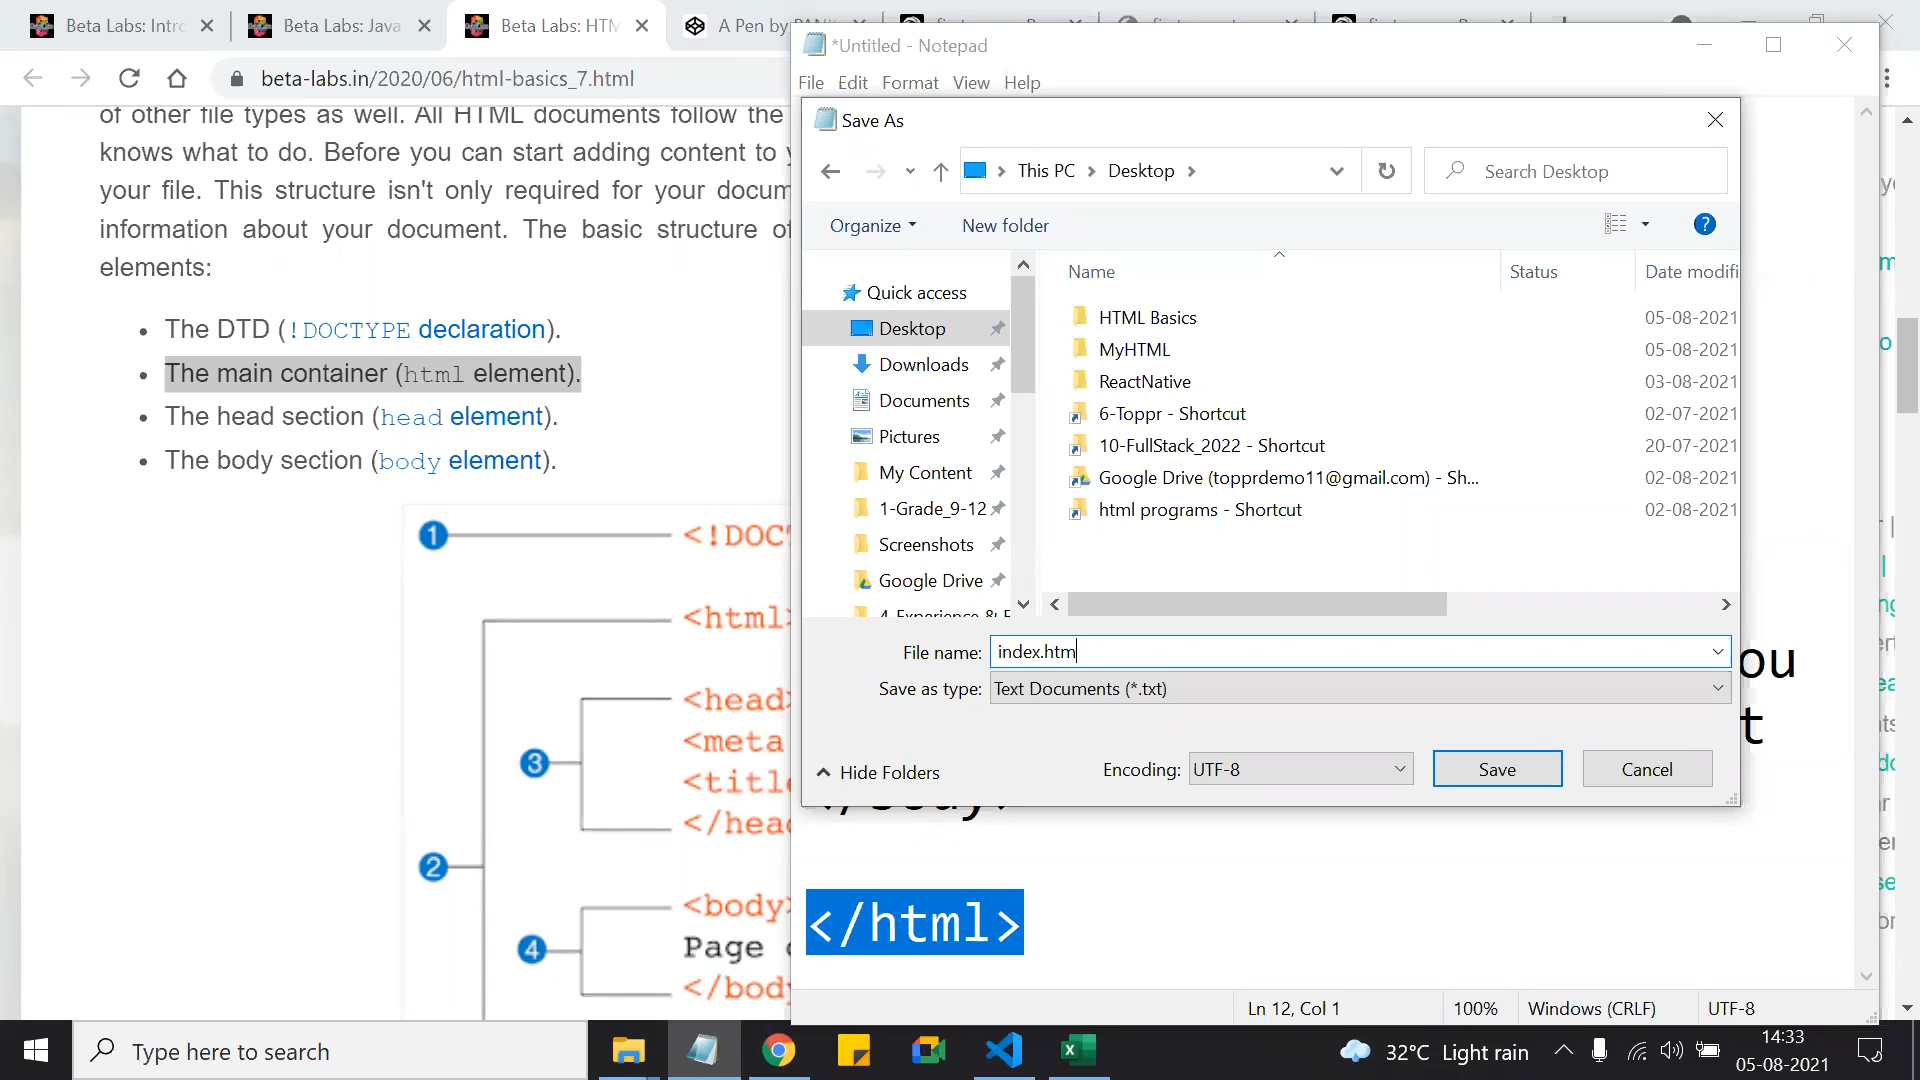 Beta Labs: Intro
Beta Labs: Java
Beta Labs: HTM
A Pen by
beta-labs.in/2020/06/html-basics_7.html
of other file types as well. All HTML documents follow the
knows what to do. Before you can start adding content to
your file. This structure isn't only required for your docum
information about your document. The basic structure of
elements:
The DTD (!DOCTYPE declaration).
The main container (html element).
The head section (head element).
The body section (body element).
1 <!DOCT
<html>
<head>
<meta
3
<title
</head
2
<body>
4 Page
</body
*Untitled - Notepad
File Edit Format View Help
Save As
This PC Desktop
Search Desktop
Organize New folder
Name Status Date modifi
Quick access
Desktop
Downloads
Documents
Pictures
My Content
1-Grade_9-12
Screenshots
Google Drive
HTML Basics 05-08-2021
MyHTML 05-08-2021
ReactNative 03-08-2021
6-Toppr - Shortcut 02-07-2021
10-FullStack_2022 - Shortcut 20-07-2021
Google Drive (topprdemo11@gmail.com) - Sh... 02-08-2021
html programs - Shortcut 02-08-2021
File name: index.htm
Save as type: Text Documents (*.txt)
Hide Folders Encoding: UTF-8 Save Cancel
ou
t
</body>
</html>
Ln 12, Col 1 100% Windows (CRLF) UTF-8
Type here to search
32°C Light rain
14:33
05-08-2021